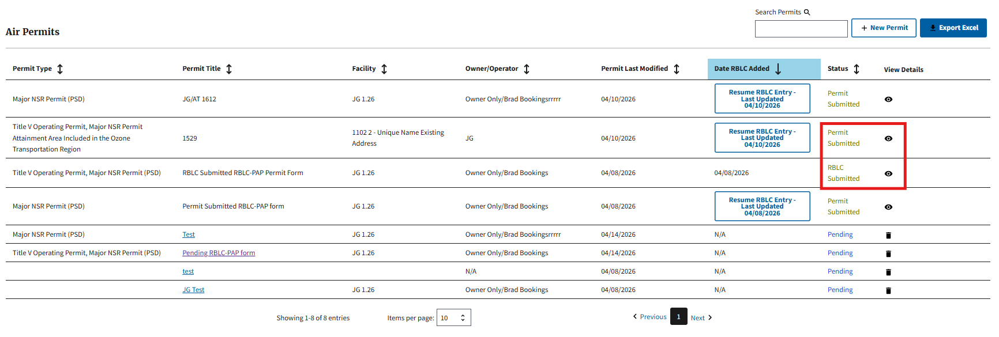 Search Permits
Air Permits
+ New Permit
Export Excel
Permit Type
Permit Title
Facility
Owner/Operator
Permit Last Modified
Date RBLC Added
Status
View Details
Major NSR Permit (PSD)
JG/AT 1612
JG 1.26
Owner Only/Brad Bookingsrrrrr
04/10/2026
Resume RBLC Entry -
Last Updated
04/10/2026
Permit
Submitted
Title V Operating Permit, Major NSR Permit
Attainment Area Included in the Ozone
Transportation Region
1529
1102 2 - Unique Name Existing
Address
JG
04/10/2026
Resume RBLC Entry -
Last Updated
04/10/2026
Permit
Submitted
Title V Operating Permit, Major NSR Permit (PSD)
RBLC Submitted RBLC-PAP Permit Form
JG 1.26
Owner Only/Brad Bookings
04/08/2026
04/08/2026
RBLC
Submitted
Major NSR Permit (PSD)
Permit Submitted RBLC-PAP form
JG 1.26
Owner Only/Brad Bookings
04/08/2026
Resume RBLC Entry -
Last Updated
04/08/2026
Permit
Submitted
Major NSR Permit (PSD)
Test
JG 1.26
Owner Only/Brad Bookingsrrrrr
04/14/2026
N/A
Pending
Title V Operating Permit, Major NSR Permit (PSD)
Pending RBLC-PAP form
JG 1.26
Owner Only/Brad Bookings
04/14/2026
N/A
Pending
test
N/A
04/08/2026
N/A
Pending
JG Test
JG 1.26
Owner Only/Brad Bookings
04/08/2026
N/A
Pending
Showing 1-8 of 8 entries
Items per page: 10
Previous
1
Next